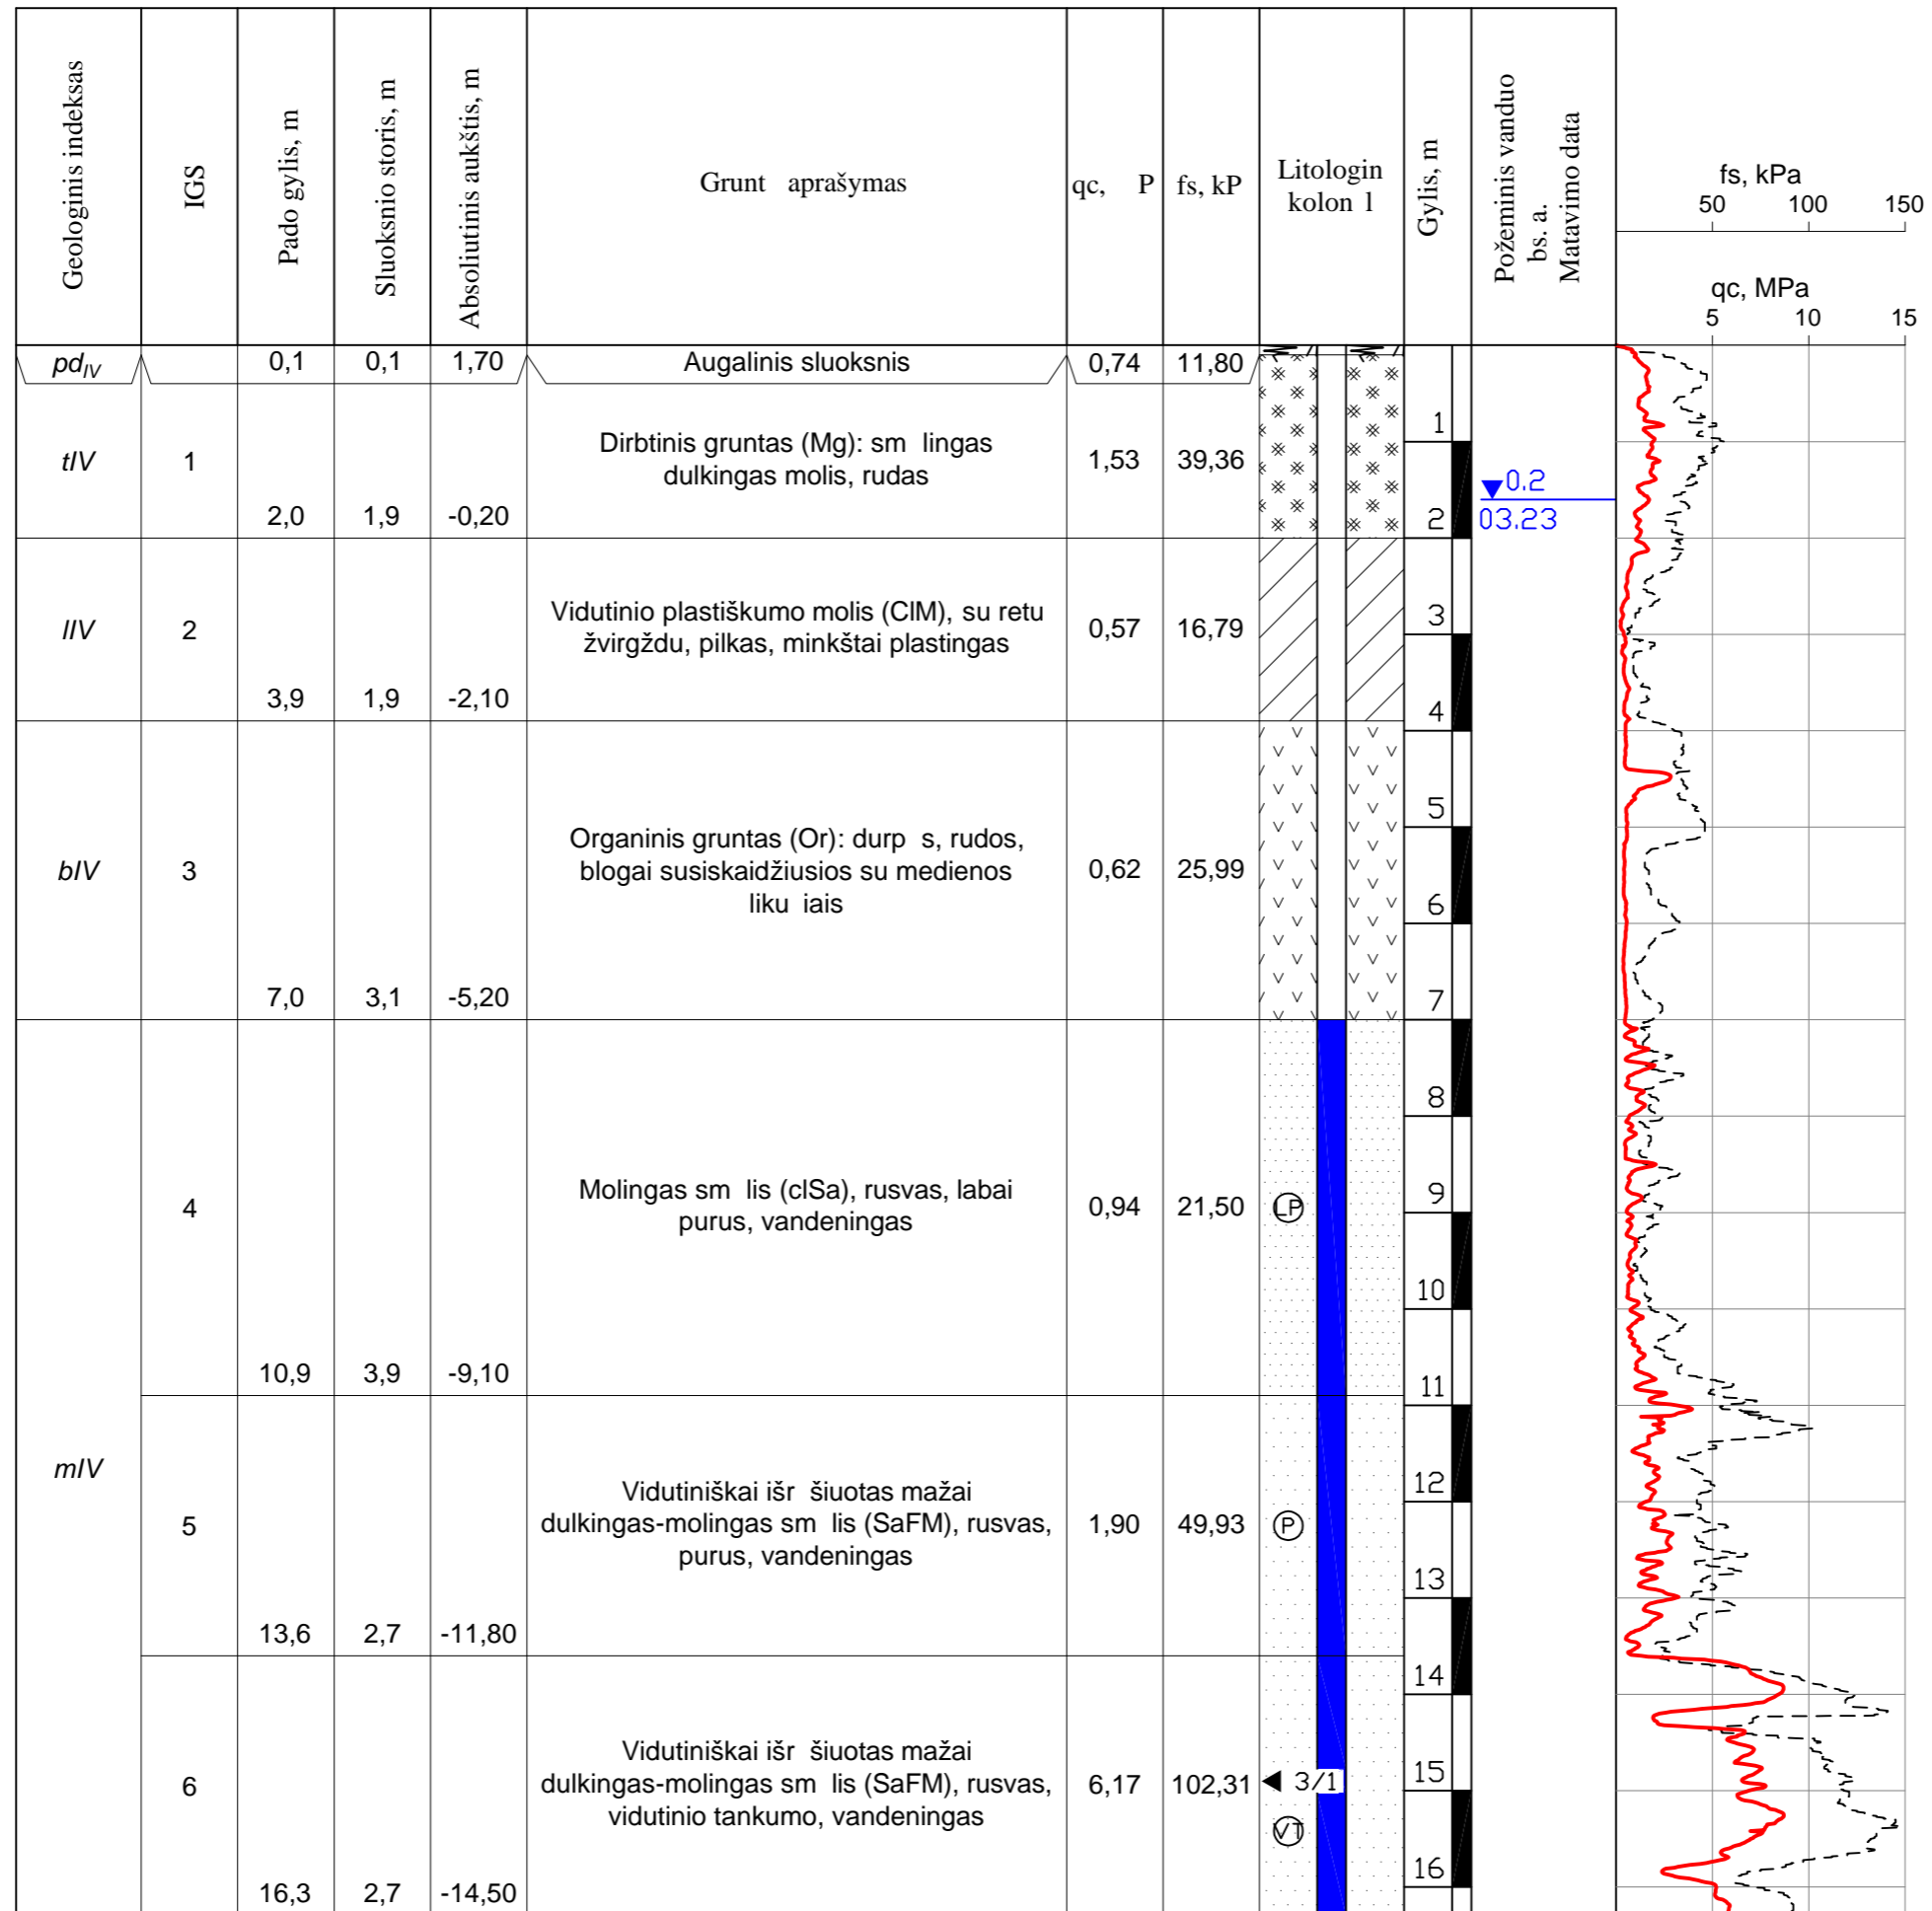 Geologinis indeksas
IGS
Pado gylis, m
Sluoksnio storis, m
Absoliutinis aukštis, m
Grunt aprašymas
qc, P
fs, kP
Litologin
kolon l
Gylis, m
Požeminis vanduo
bs. a.
Matavimo data
fs, kPa
50 100 150
qc, MPa
5 10 15
pdIV 0,1 0,1 1,70 Augalinis sluoksnis 0,74 11,80
tIV 1 2,0 1,9 -0,20
Dirbtinis gruntas (Mg): sm lingas
dulkingas molis, rudas
1,53 39,36
1
0.2
2
03.23
lIV 2 3,9 1,9 -2,10
Vidutinio plastiškumo molis (ClM), su retu
žvirgždu, pilkas, minkštai plastingas
0,57 16,79
3
4
bIV 3 7,0 3,1 -5,20
Organinis gruntas (Or): durp s, rudos,
blogai susiskaidžiusios su medienos
liku iais
0,62 25,99
5
6
7
mIV
4 10,9 3,9 -9,10
Molingas sm lis (clSa), rusvas, labai
purus, vandeningas
0,94 21,50 LP
8
9
10
11
5 13,6 2,7 -11,80
Vidutiniškai išr šiuotas mažai
dulkingas-molingas sm lis (SaFM), rusvas,
purus, vandeningas
1,90 49,93 P
12
13
14
6 16,3 2,7 -14,50
Vidutiniškai išr šiuotas mažai
dulkingas-molingas sm lis (SaFM), rusvas,
vidutinio tankumo, vandeningas
6,17 102,31 3/1
VT
15
16